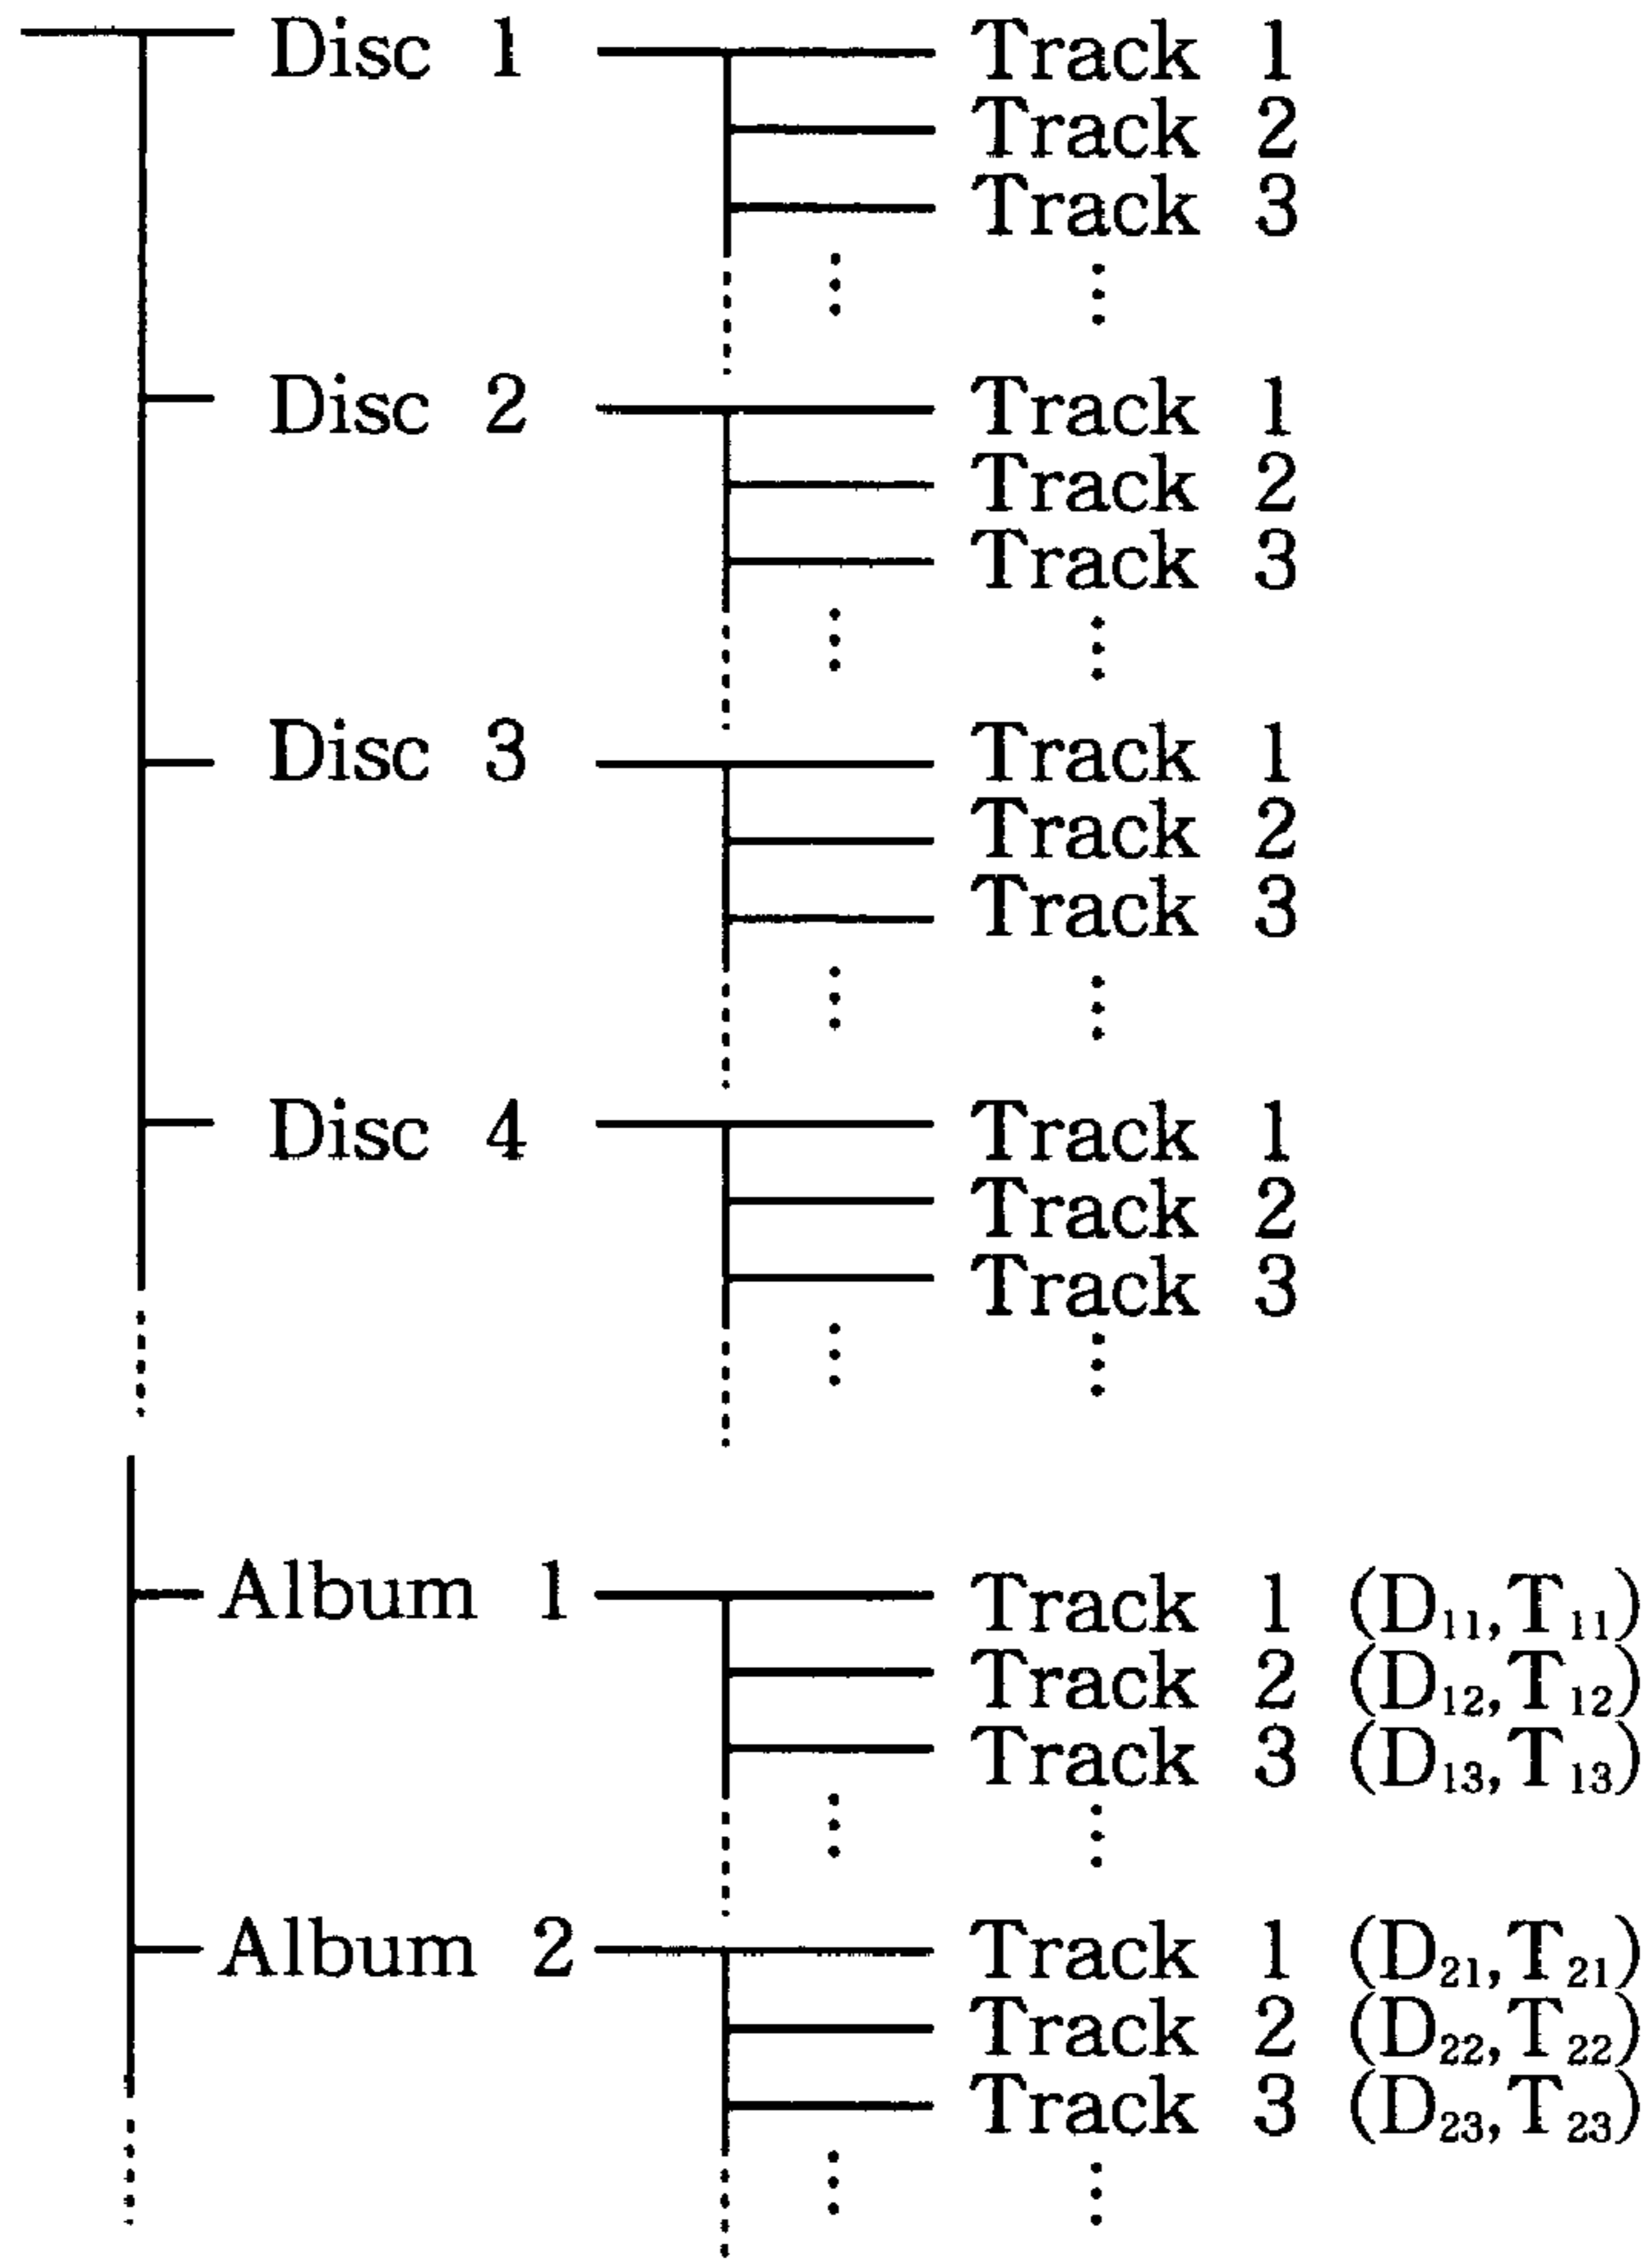 Disc 1 Track 1
Track 2
Track 3
Disc 2 Track 1
Track 2
Track 3
Disc 3 Track 1
Track 2
Track 3
Disc 4 Track 1
Track 2
Track 3
Album 1 Track 1 (D₁₁,T₁₁)
Track 2 (D₁₂,T₁₂)
Track 3 (D₁₃,T₁₃)
Album 2 Track 1 (D₂₁,T₂₁)
Track 2 (D₂₂,T₂₂)
Track 3 (D₂₃,T₂₃)